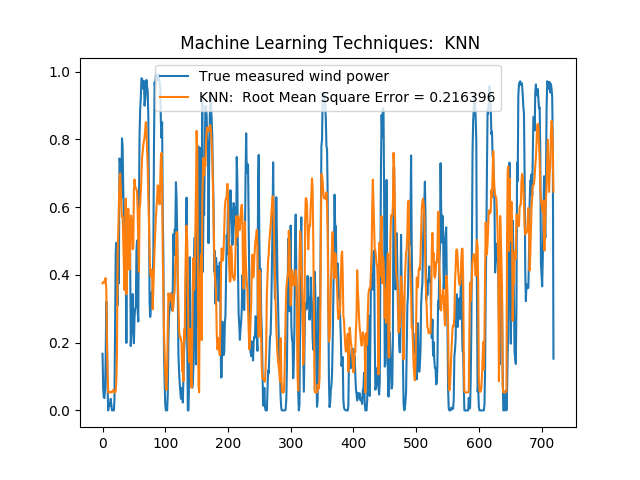 Machine Learning Techniques:  KNN
True measured wind power
KNN:  Root Mean Square Error = 0.216396
1.0
0.8
0.6
0.4
0.2
0.0
0 100 200 300 400 500 600 700